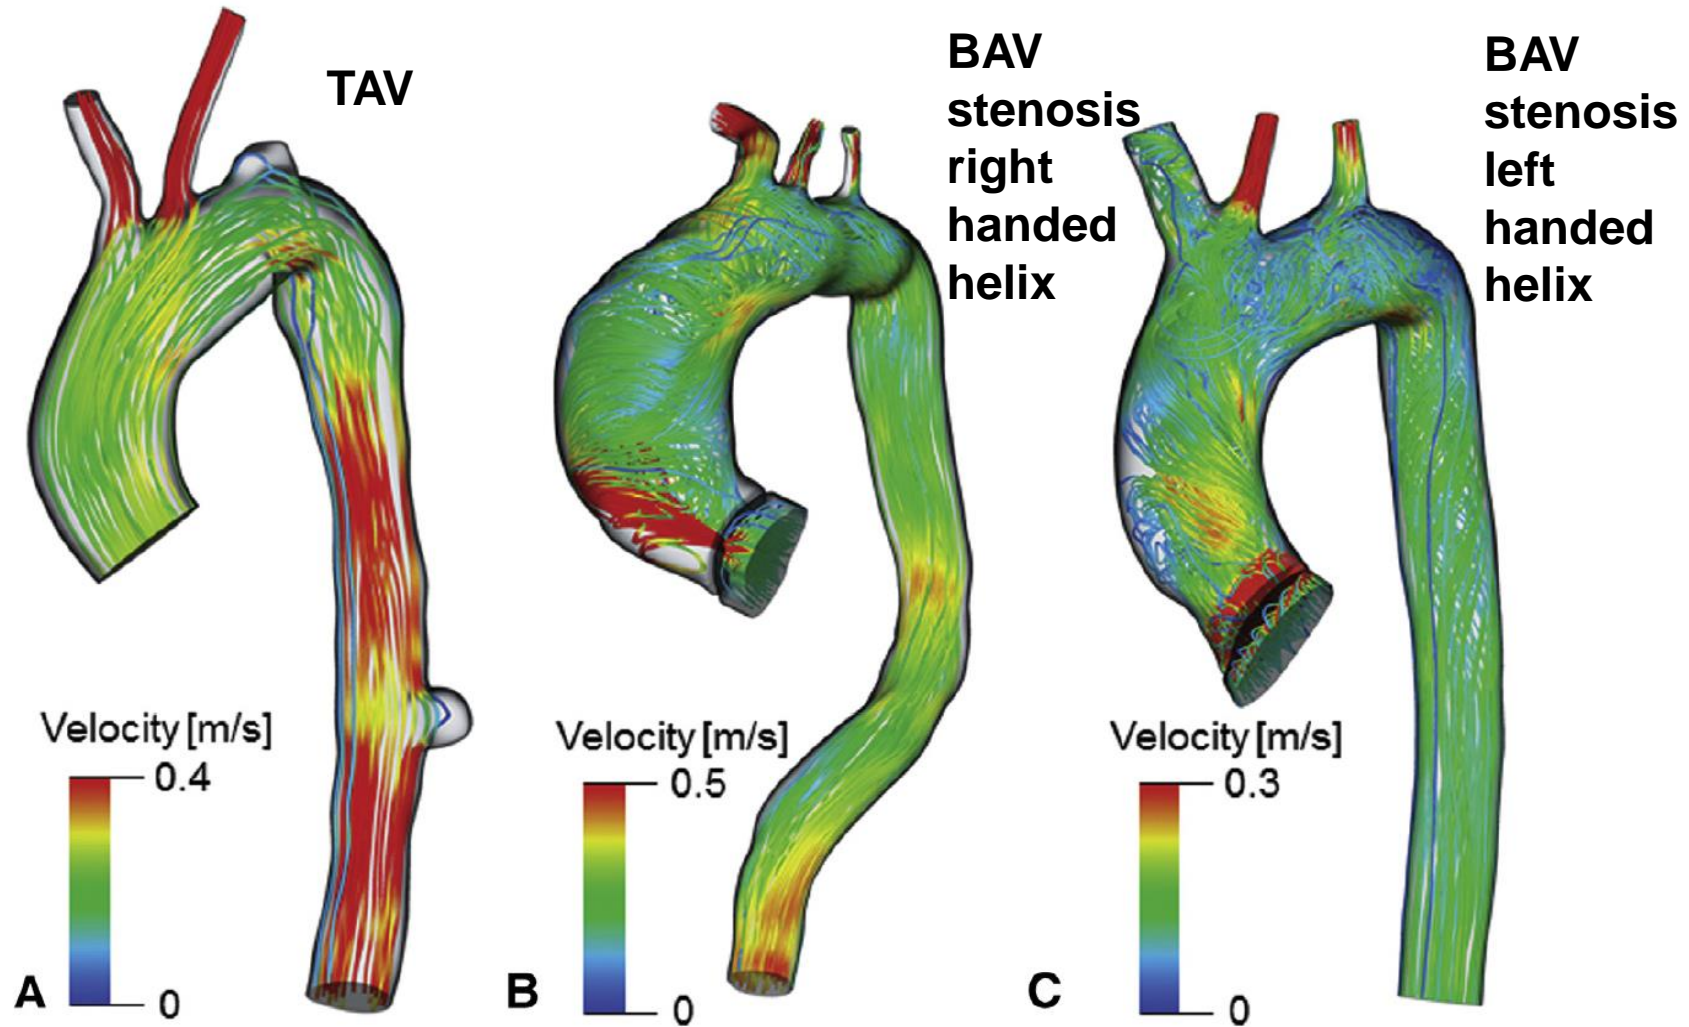 TAV
BAV
stenosis
right
handed
helix
BAV
stenosis
left
handed
helix
Velocity [m/s]
0.4
0
A
Velocity [m/s]
0.5
0
B
Velocity [m/s]
0.3
0
C